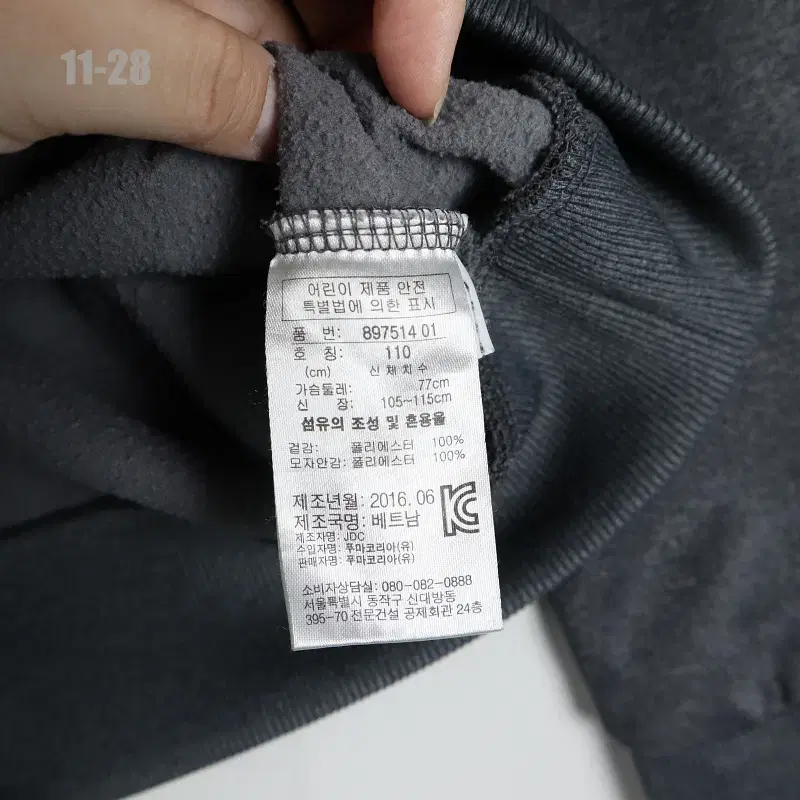 11-28
어린이 제품 안전
특별법에 의한 표시
품 번: 897514 01
호 칭: 110
(cm) 신체치수
가슴둘레: 77cm
신 장: 105~115cm
섬유의 조성 및 혼용율
겉감: 폴리에스터 100%
모자안감: 폴리에스터 100%
제조년월: 2016. 06
제조국명: 베트남
제조자명: JDC
수입자명: 푸마코리아(유)
판매자명: 푸마코리아(유)
소비자상담실: 080-082-0888
서울특별시 동작구 신대방동
395-70 전문건설 공제회관 24층